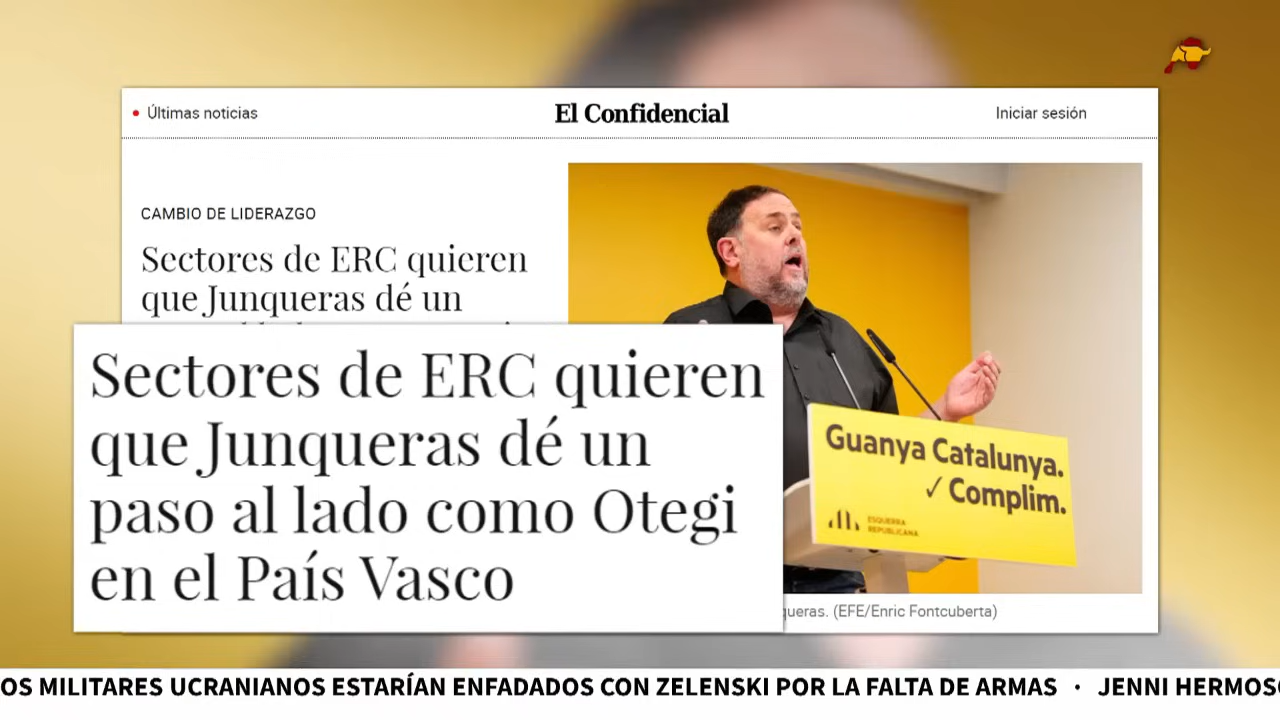 Últimas noticias
El Confidencial
Iniciar sesión
CAMBIO DE LIDERAZGO
Sectores de ERC quieren
que Junqueras dé un
Sectores de ERC quieren
que Junqueras dé un
paso al lado como Otegi
en el País Vasco
Guanya Catalunya.
✓ Complim.
ESQUERRA
REPUBLICANA
queras. (EFE/Enric Fontcuberta)
OS MILITARES UCRANIANOS ESTARÍAN ENFADADOS CON ZELENSKI POR LA FALTA DE ARMAS · JENNI HERMOSO